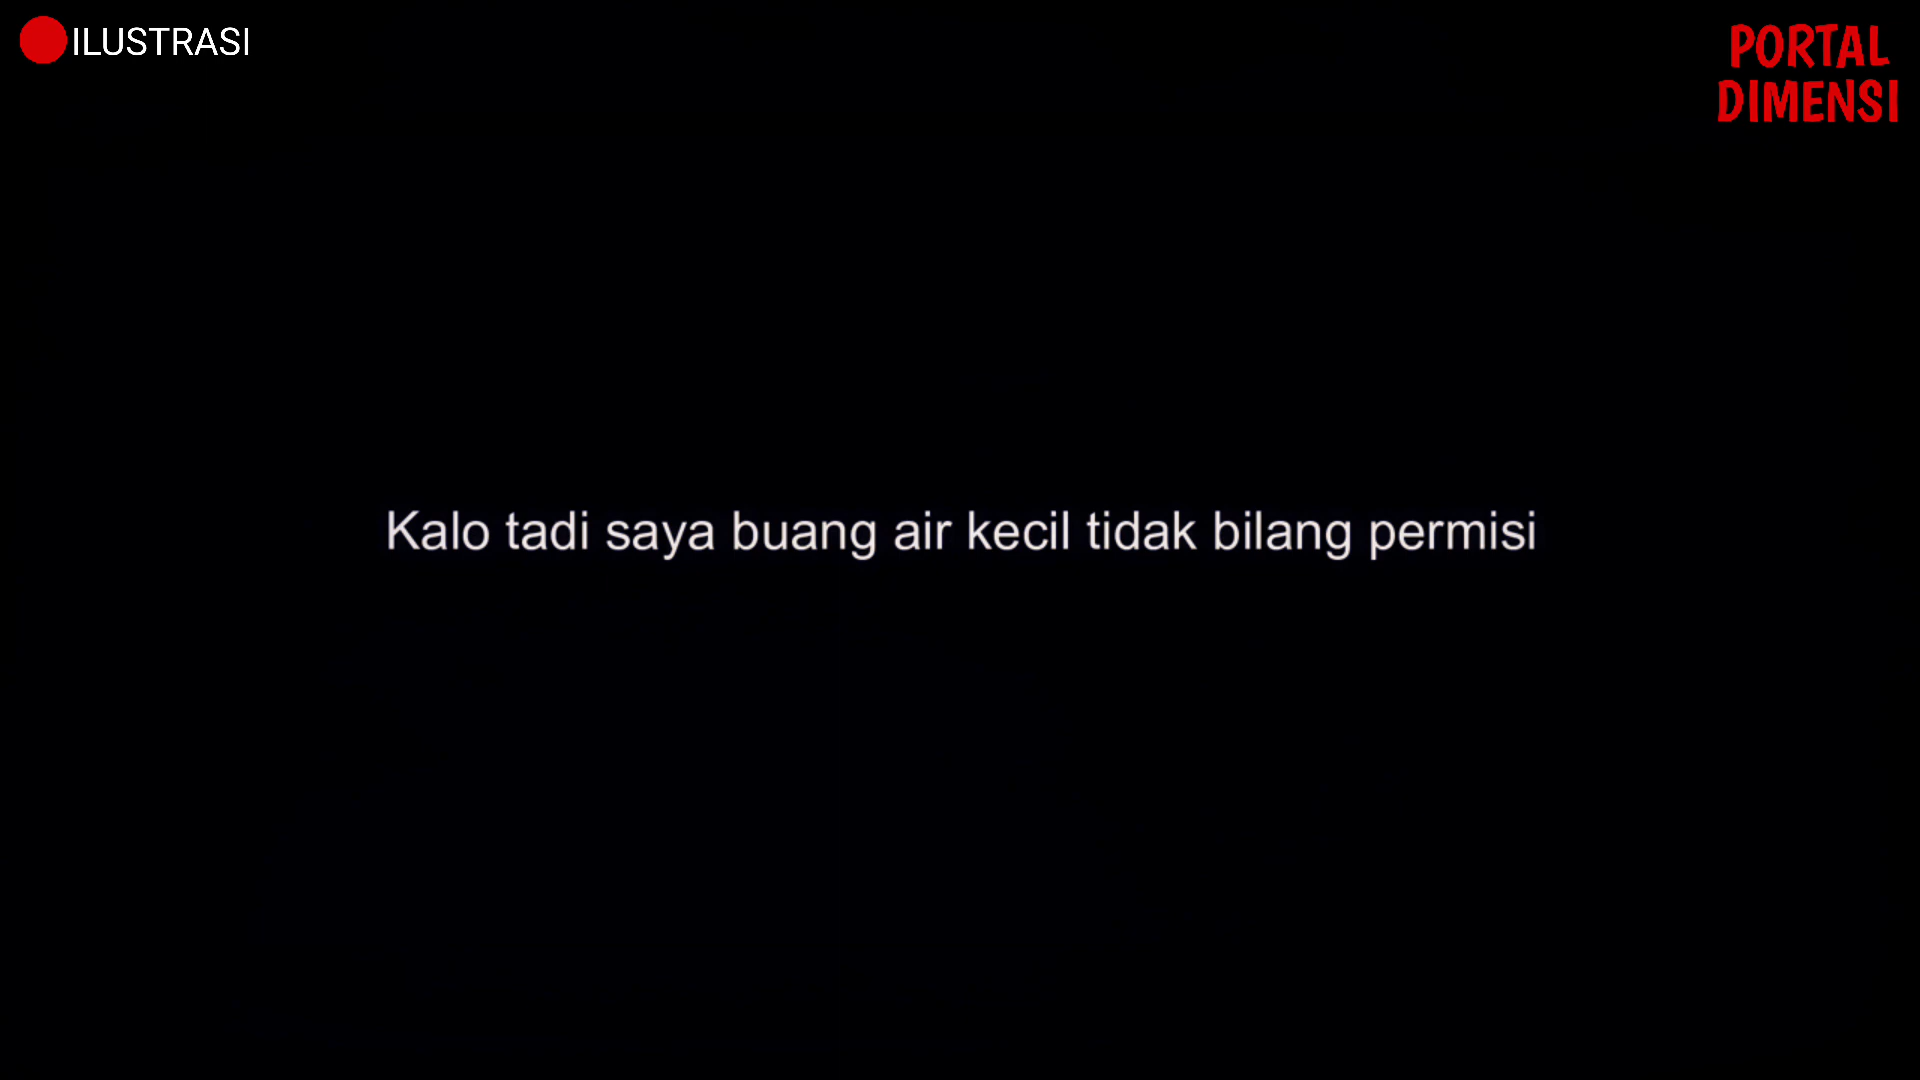 ILUSTRASI
PORTAL
DIMENSI
Kalo tadi saya buang air kecil tidak bilang permisi